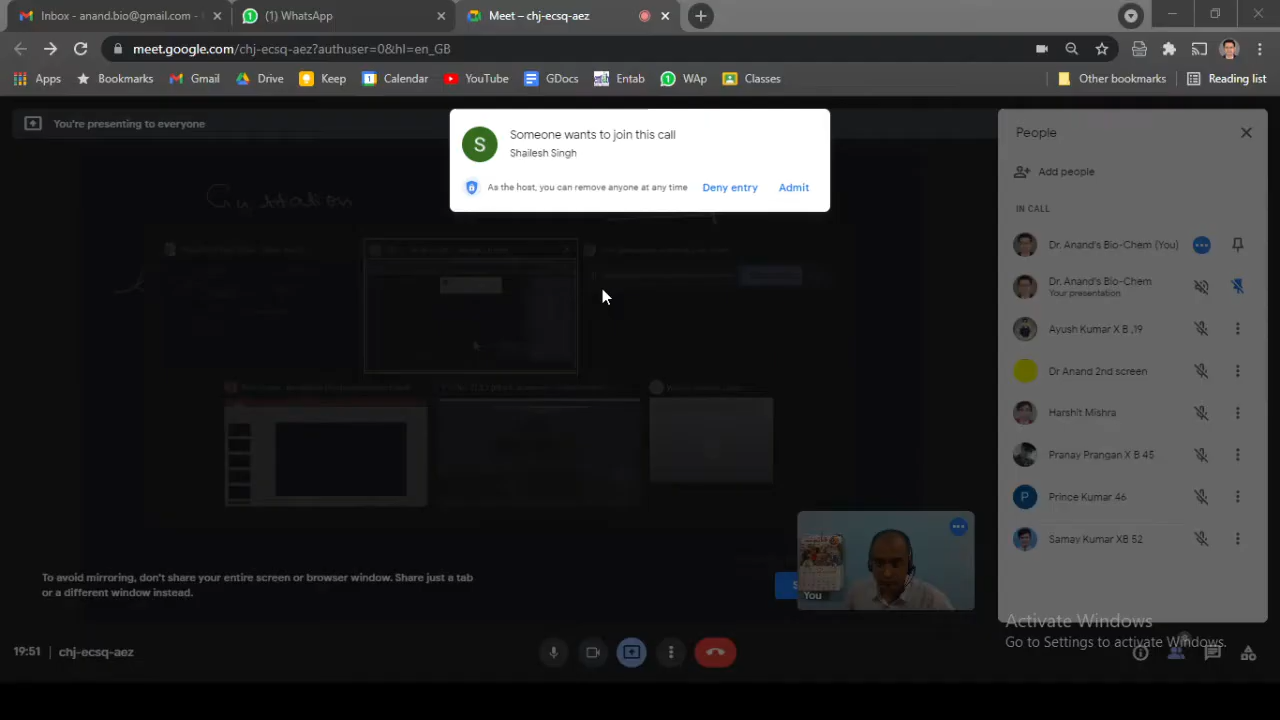 Inbox - anand.bio@gmail.com -
(1) WhatsApp
Meet – chj-ecsq-aez
meet.google.com/chj-ecsq-aez?authuser=0&hl=en_GB
Apps
Bookmarks
Gmail
Drive
Keep
1
Calendar
YouTube
GDocs
Entab
1
WAp
Classes
Other bookmarks
Reading list
You're presenting to everyone
S
Someone wants to join this call
Shailesh Singh
As the host, you can remove anyone at any time
Deny entry
Admit
People
Add people
IN CALL
Dr. Anand's Bio-Chem (You)
Dr. Anand's Bio-Chem
Your presentation
Ayush Kumar X B ,19
Dr Anand 2nd screen
Harshit Mishra
Pranay Prangan X B 45
P
Prince Kumar 46
Samay Kumar XB 52
To avoid mirroring, don't share your entire screen or browser window. Share just a tab
or a different window instead.
You
Activate Windows
Go to Settings to activate Windows.
19:51 | chj-ecsq-aez